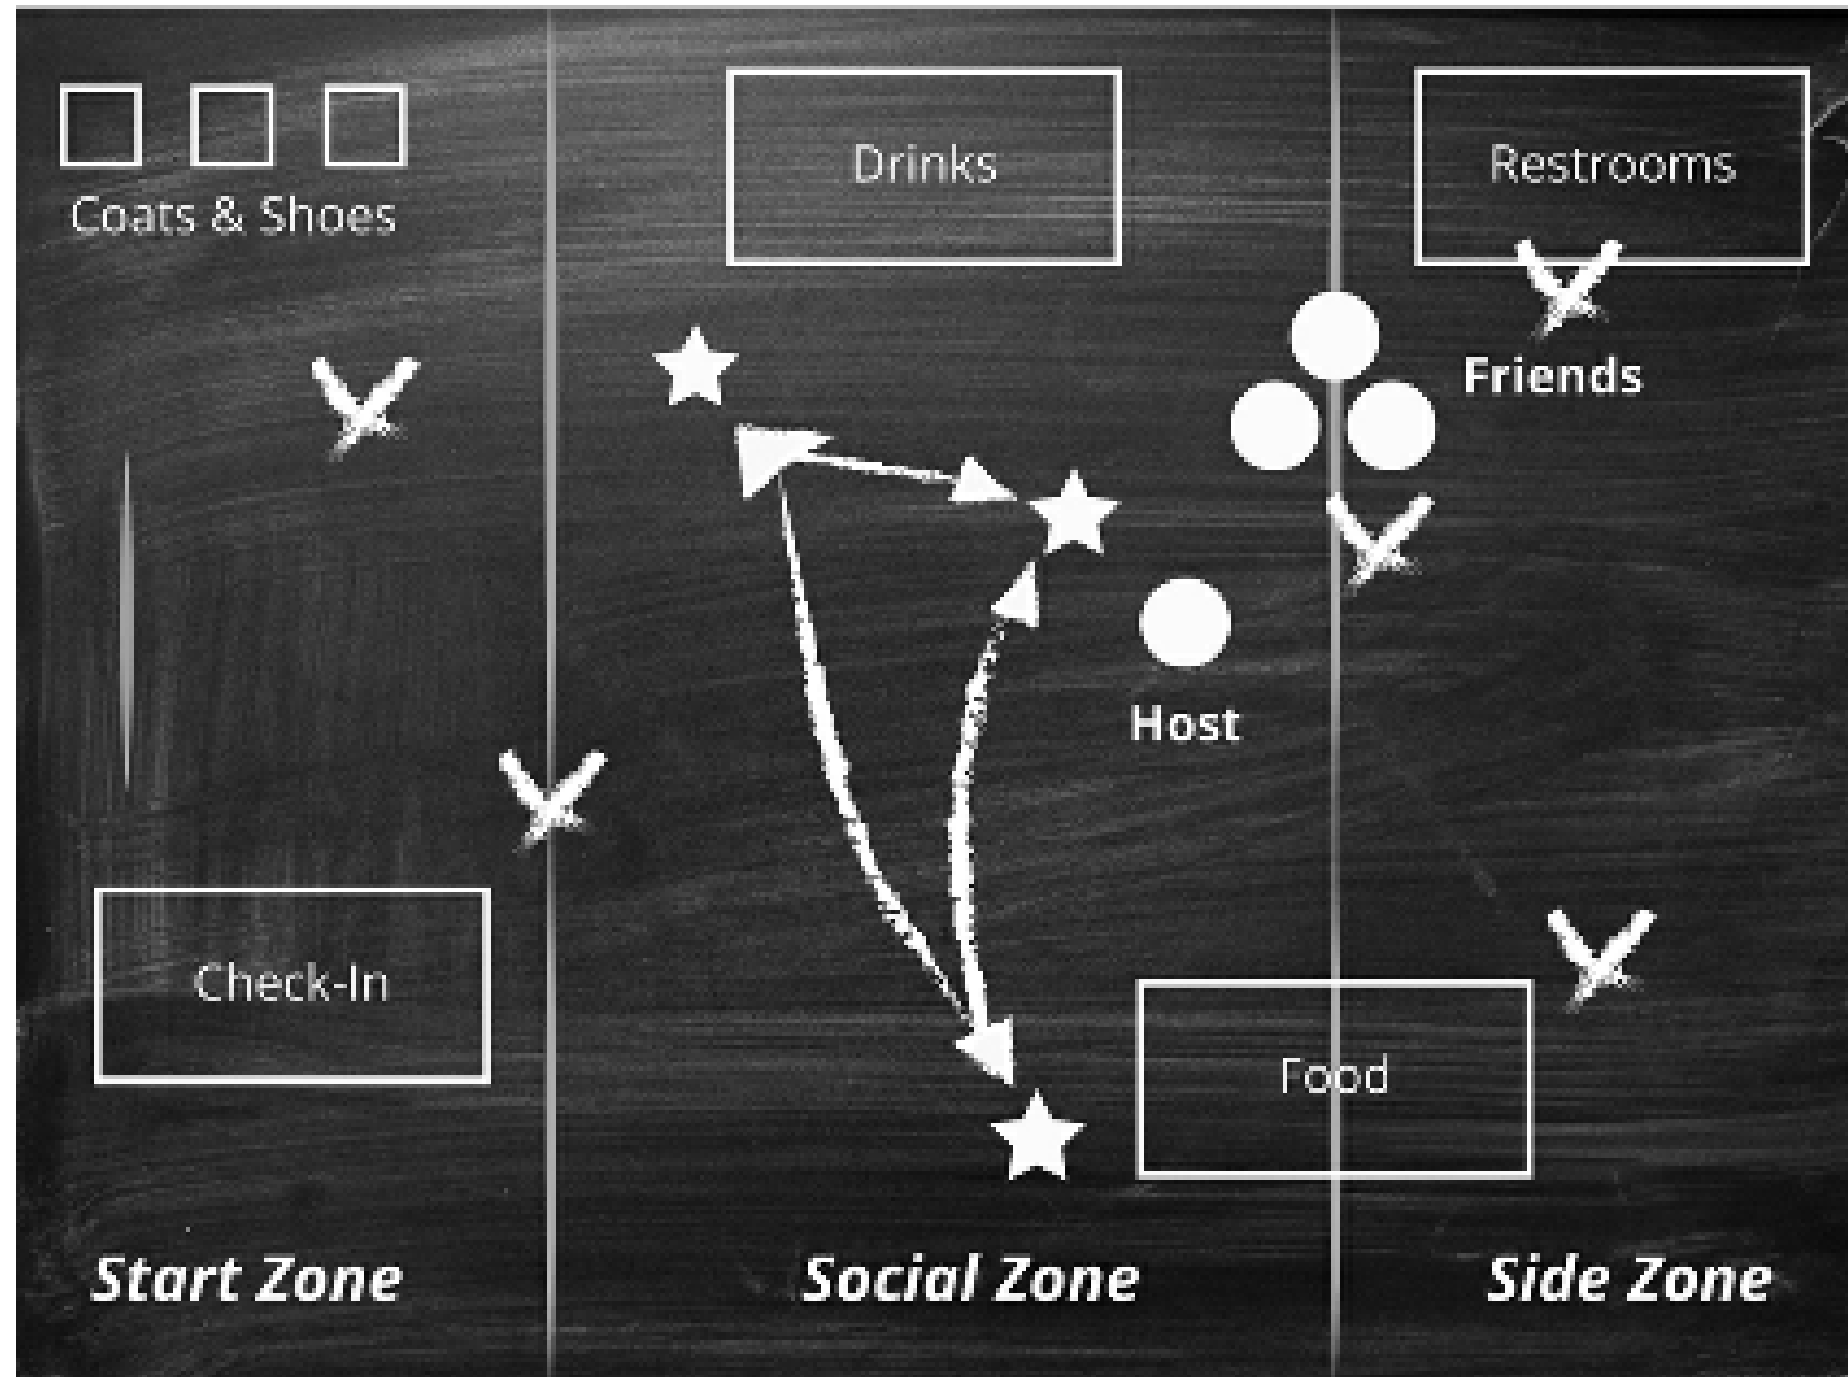 Coats & Shoes
Drinks
Restrooms
Friends
Host
Check-In
Food
Start Zone
Social Zone
Side Zone